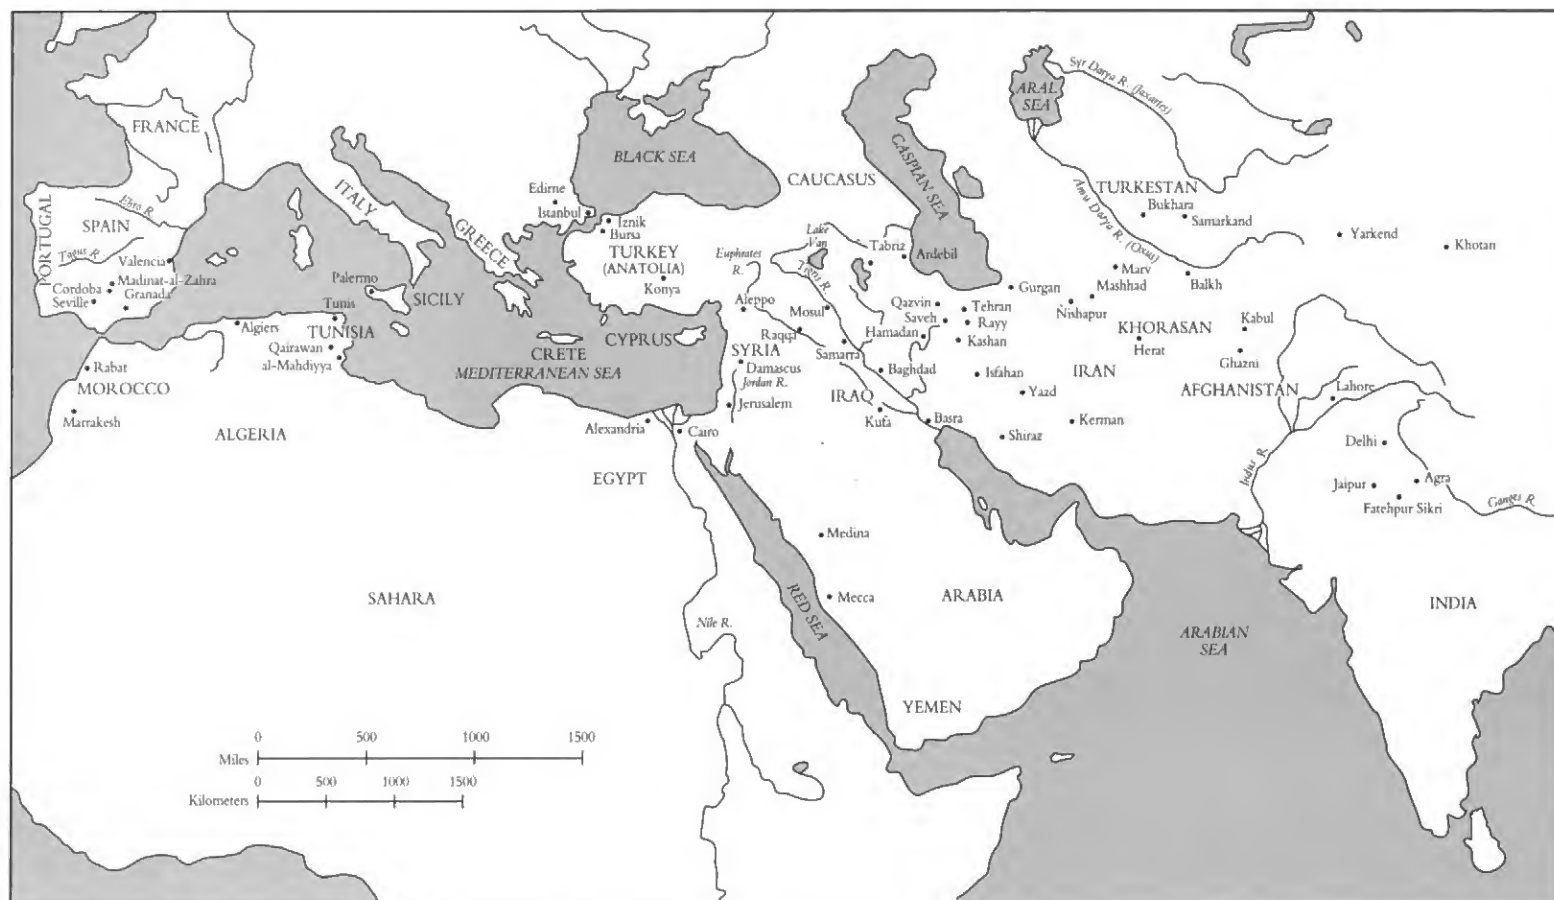 FRANCE
PORTUGAL
SPAIN
Ebro R.
Tagus R.
Valencia
Madinat-al-Zahra
Cordoba
Granada
Seville
ITALY
GREECE
Palermo
SICILY
Tunis
TUNISIA
Algiers
Qairawan
al-Mahdiyya
Rabat
MOROCCO
Marrakesh
ALGERIA
SAHARA
BLACK SEA
Edirne
Istanbul
Iznik
Bursa
TURKEY
(ANATOLIA)
Konya
CRETE
CYPRUS
MEDITERRANEAN SEA
CAUCASUS
CASPIAN SEA
ARAL
SEA
Syr Darya R. (Jaxartes)
Amu Darya R. (Oxus)
TURKESTAN
Bukhara
Samarkand
Yarkend
Khotan
Lake
Van
Tabriz
Ardebil
Euphrates
R.
Tigris R.
Aleppo
Mosul
Raqqa
Samarra
SYRIA
Damascus
Jordan R.
Jerusalem
Baghdad
IRAQ
Kufa
Basra
Qazvin
Saveh
Hamadan
Tehran
Rayy
Kashan
Isfahan
Yazd
Shiraz
Kerman
Gurgan
Nishapur
Mashhad
Marv
Balkh
KHORASAN
Herat
IRAN
Kabul
Ghazni
AFGHANISTAN
Lahore
Indus R.
Delhi
Jaipur
Agra
Fatehpur Sikri
Ganges R
INDIA
Alexandria
Cairo
EGYPT
Nile R.
RED SEA
Medina
Mecca
ARABIA
YEMEN
ARABIAN
SEA
0 500 1000 1500
Miles
0 500 1000 1500
Kilometers